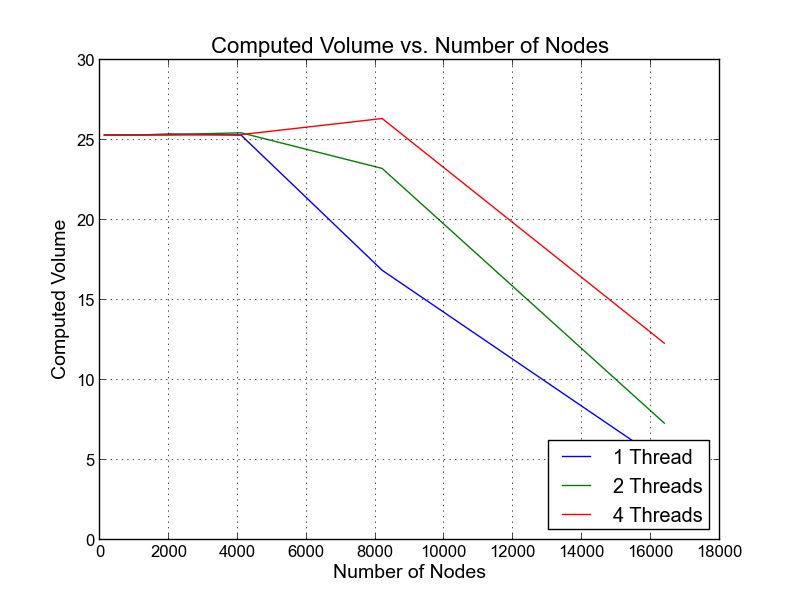 Computed Volume vs. Number of Nodes
30
25
20
15
10
5
0
Computed Volume
0 2000 4000 6000 8000 10000 12000 14000 16000 18000
Number of Nodes
1 Thread
2 Threads
4 Threads